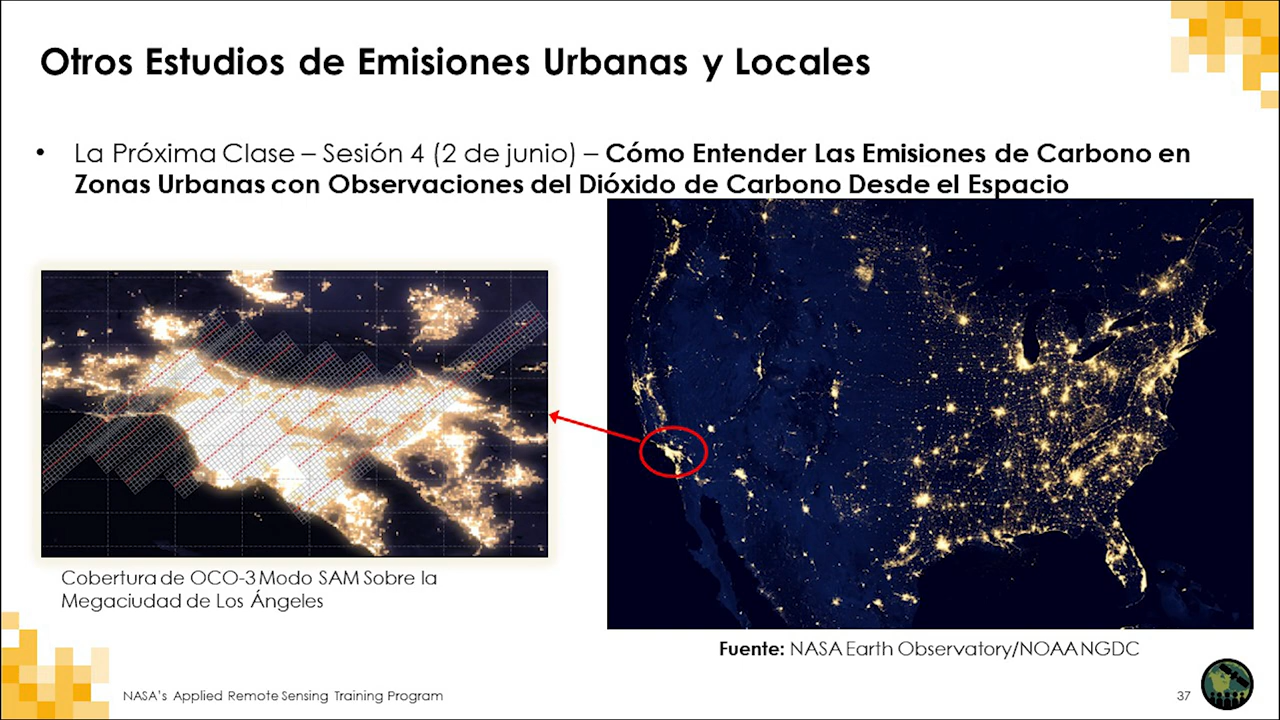 Otros Estudios de Emisiones Urbanas y Locales
• La Próxima Clase – Sesión 4 (2 de junio) – Cómo Entender Las Emisiones de Carbono en
Zonas Urbanas con Observaciones del Dióxido de Carbono Desde el Espacio
Cobertura de OCO-3 Modo SAM Sobre la
Megaciudad de Los Ángeles
Fuente: NASA Earth Observatory/NOAA NGDC
NASA's Applied Remote Sensing Training Program
37